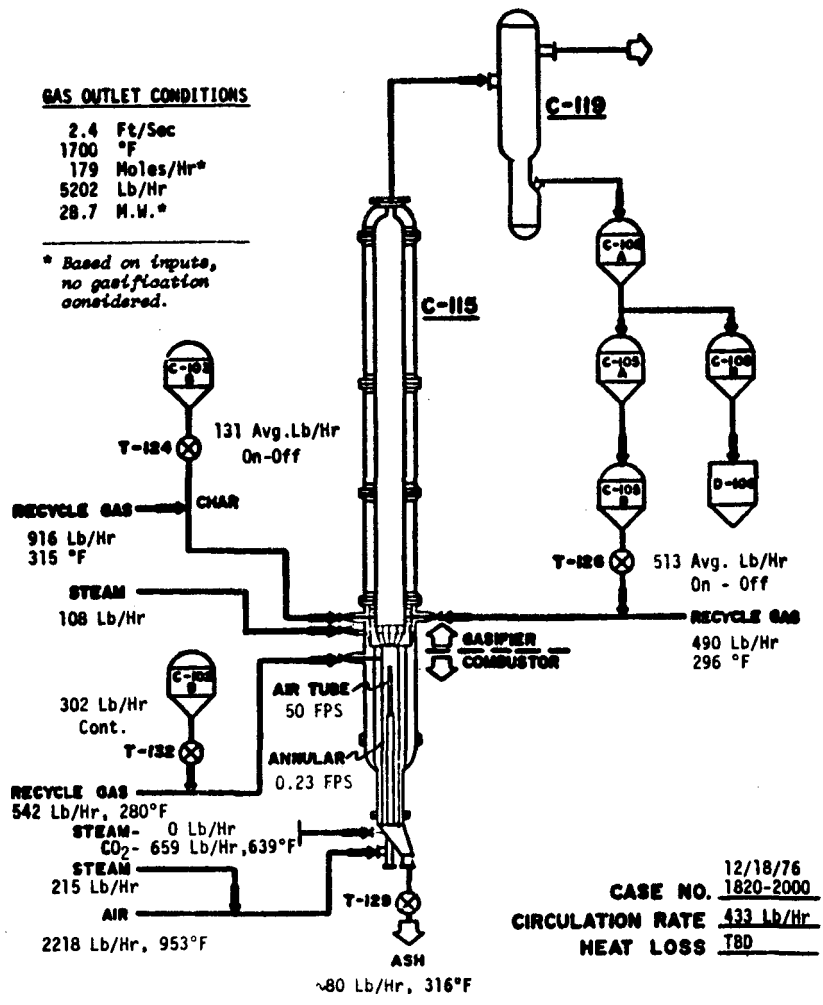 GAS OUTLET CONDITIONS
2.4 Ft/Sec
1700 °F
179 Moles/Hr*
5202 Lb/Hr
28.7 M.W.*
* Based on inputs,
no gasification
considered.
C-119
C-115
C-108
A
C-105
A
C-108
B
C-105
B
D-108
C-103
B
T-124
131 Avg.Lb/Hr
On-Off
RECYCLE GAS
CHAR
916 Lb/Hr
315 °F
STEAM
108 Lb/Hr
T-126
513 Avg. Lb/Hr
On - Off
RECYCLE GAS
490 Lb/Hr
296 °F
GASIFIER
COMBUSTOR
302 Lb/Hr
Cont.
T-132
AIR TUBE
50 FPS
ANNULAR
0.23 FPS
RECYCLE GAS
542 Lb/Hr, 280°F
STEAM- 0 Lb/Hr
CO2- 659 Lb/Hr,639°F
STEAM
215 Lb/Hr
AIR
2218 Lb/Hr, 953°F
T-129
ASH
~80 Lb/Hr, 316°F
12/18/76
CASE NO. 1820-2000
CIRCULATION RATE 433 Lb/Hr
HEAT LOSS TBD